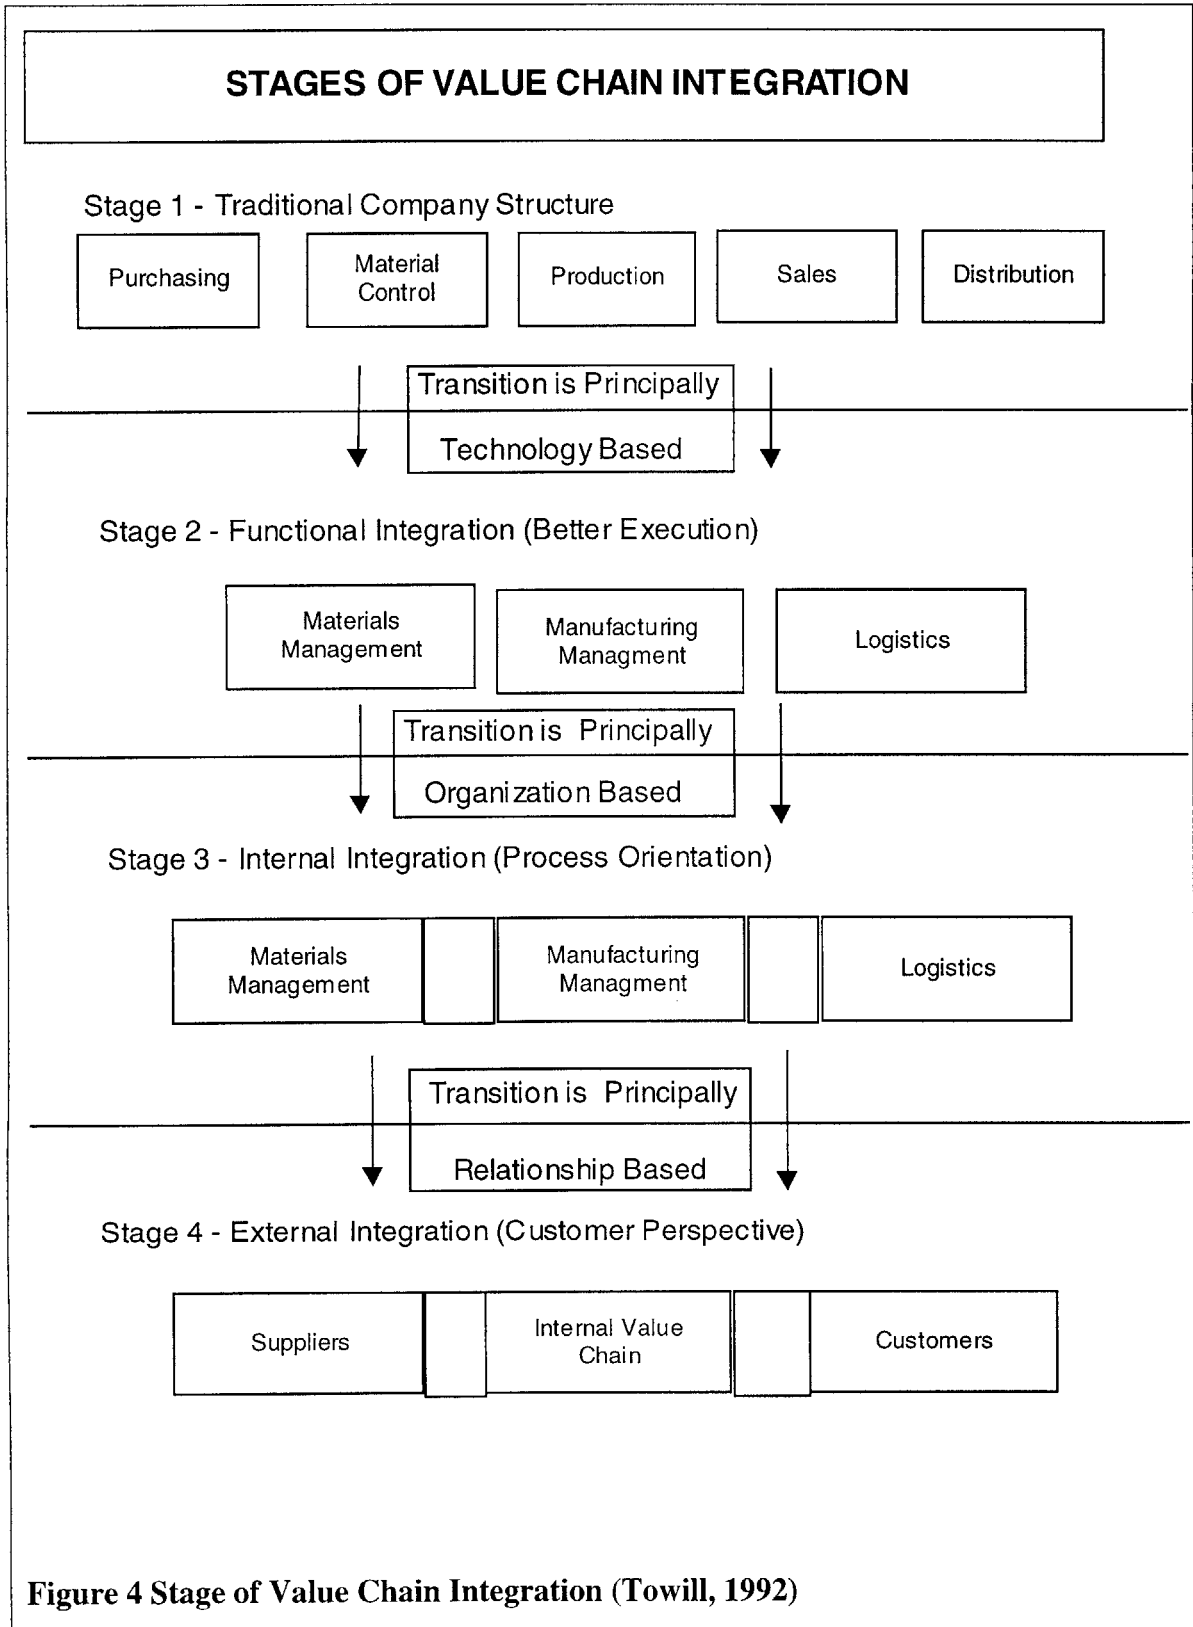 STAGES OF VALUE CHAIN INTEGRATION
Stage 1 - Traditional Company Structure
Purchasing
Material
Control
Production
Sales
Distribution
Transition is Principally
Technology Based
Stage 2 - Functional Integration (Better Execution)
Materials
Management
Manufacturing
Managment
Logistics
Transition is Principally
Organization Based
Stage 3 - Internal Integration (Process Orientation)
Materials
Management
Manufacturing
Managment
Logistics
Transition is Principally
Relationship Based
Stage 4 - External Integration (Customer Perspective)
Suppliers
Internal Value
Chain
Customers
Figure 4 Stage of Value Chain Integration (Towill, 1992)